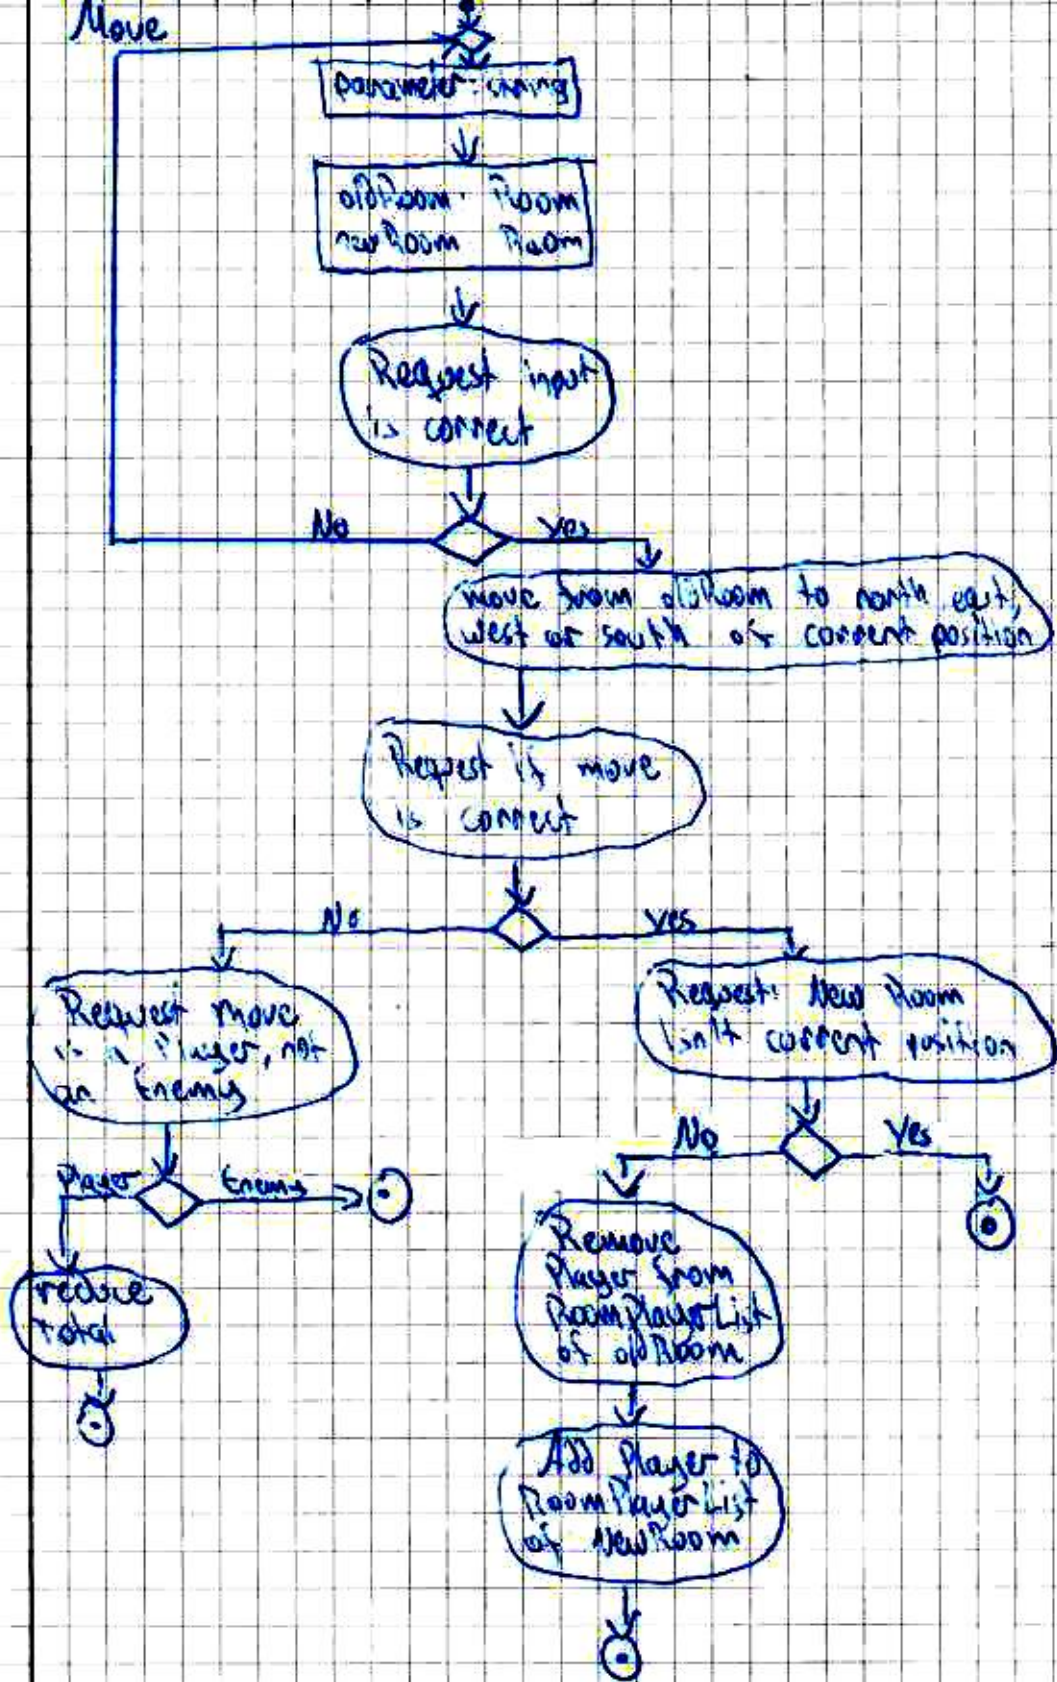 Move
parameter: string
oldRoom: Room
newRoom: Room
Request input
is correct
No
Yes
move from oldRoom to north, east,
west or south of current position
Request if move
is correct
No
Yes
Request move
is a Player, not
an Enemy
Request: New Room
isn't current position
Player
Enemy
No
Yes
reduce
total
Remove
Player from
RoomPlayerList
of oldRoom
Add Player to
RoomPlayerList
of NewRoom